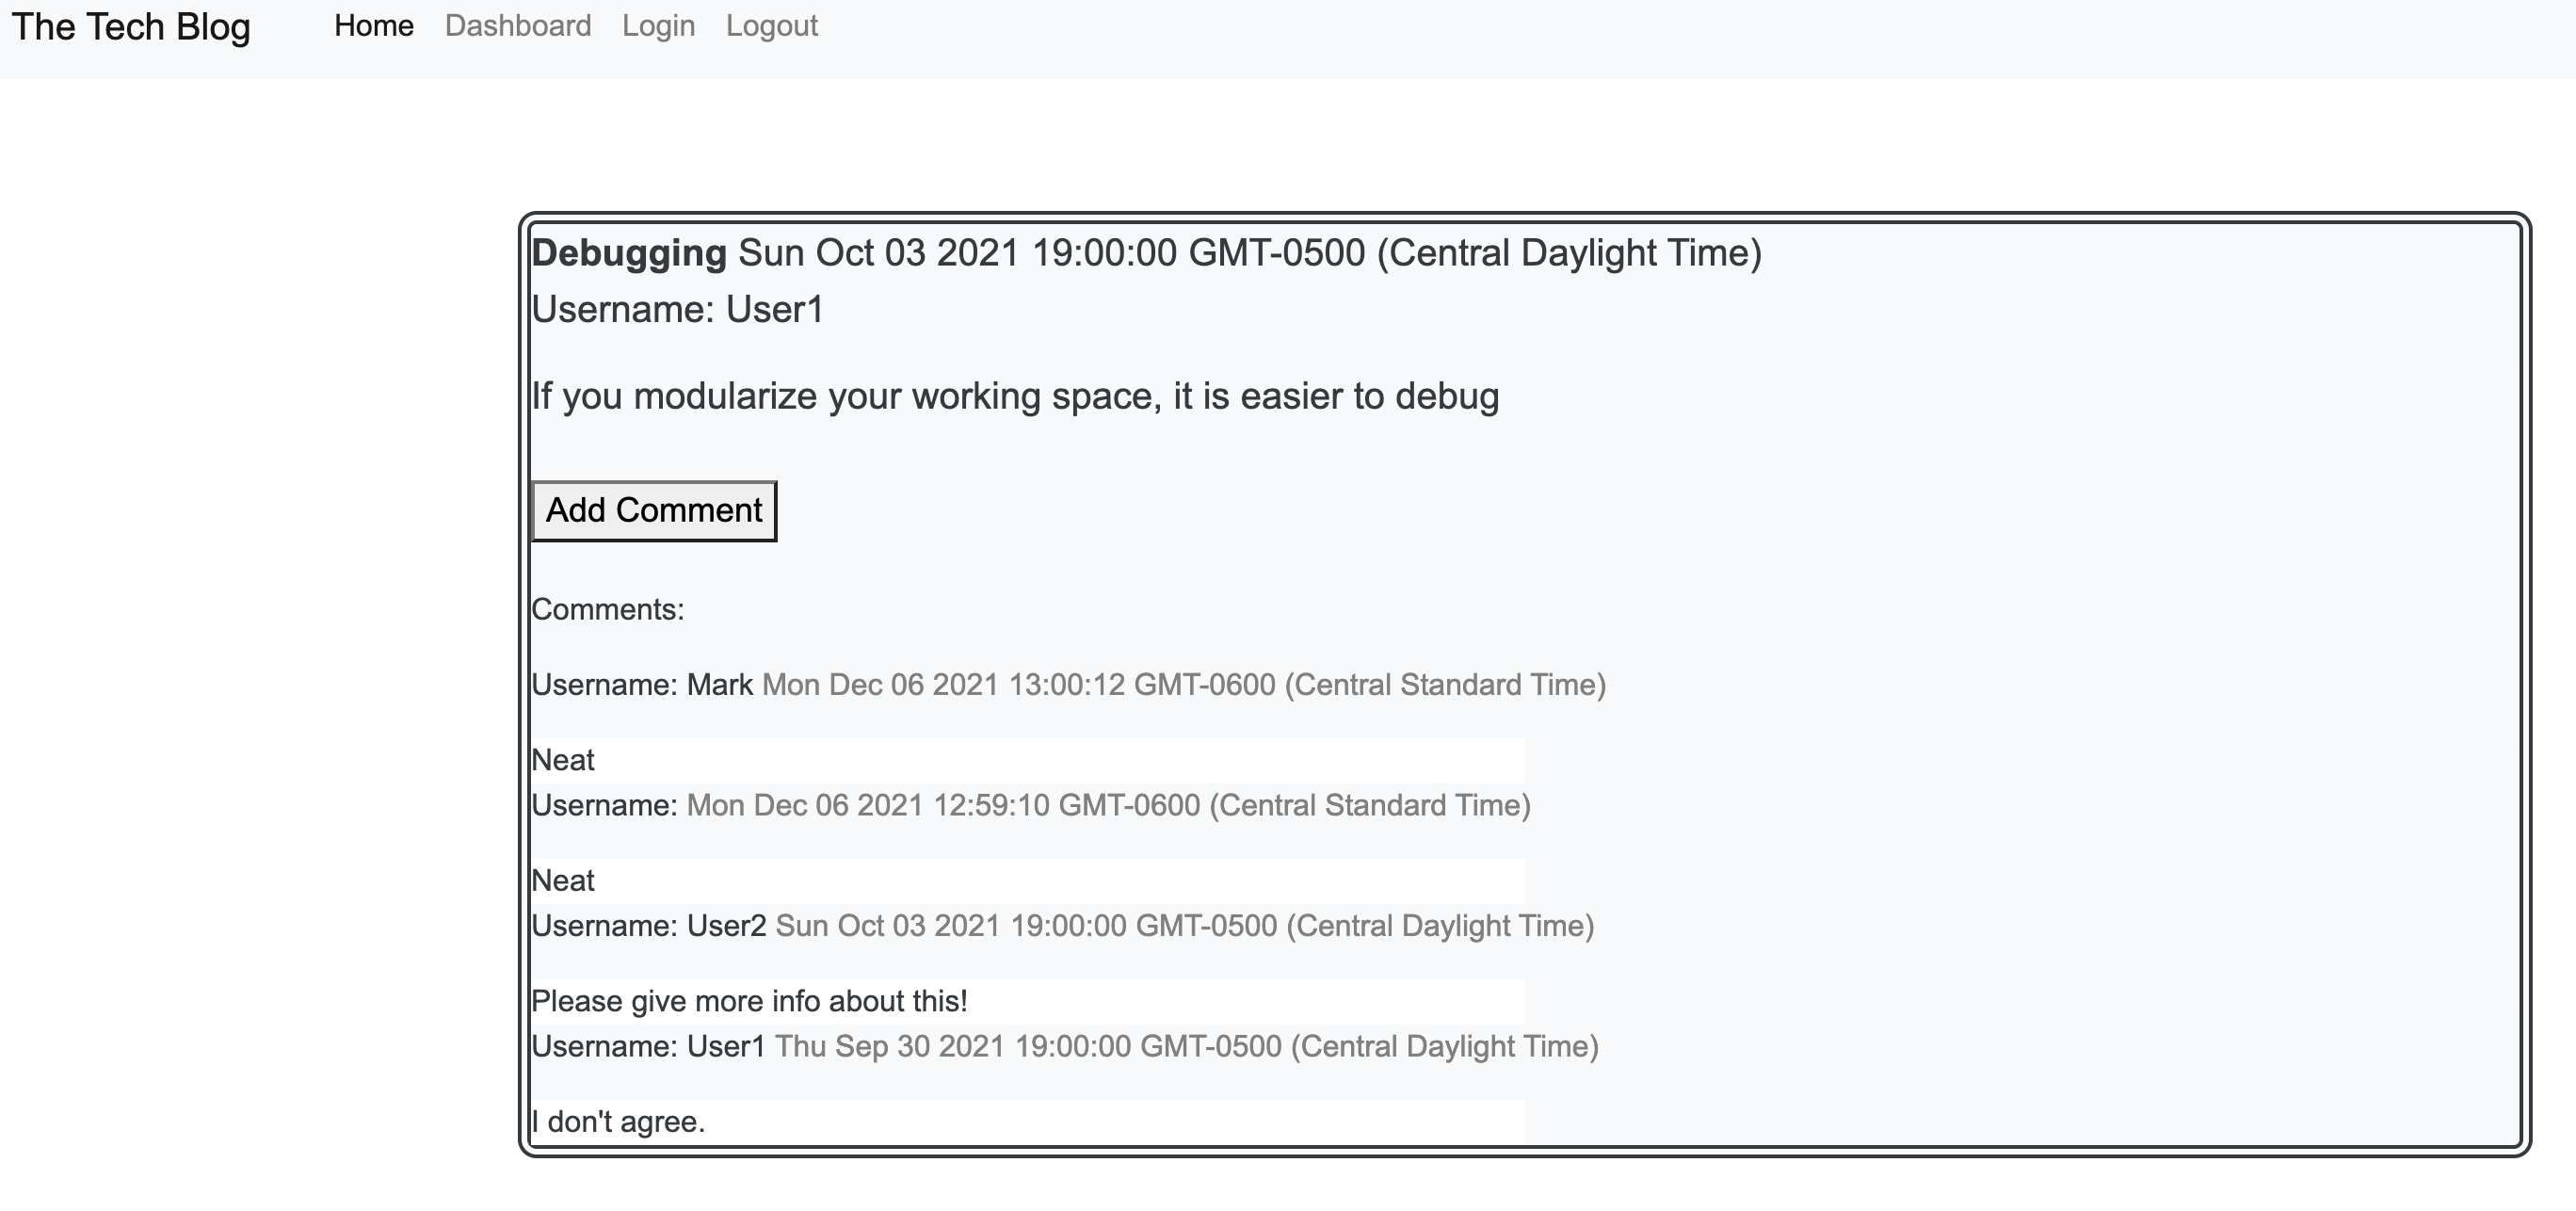 The Tech Blog Home Dashboard Login Logout
Debugging Sun Oct 03 2021 19:00:00 GMT-0500 (Central Daylight Time)
Username: User1
If you modularize your working space, it is easier to debug
Add Comment
Comments:
Username: Mark Mon Dec 06 2021 13:00:12 GMT-0600 (Central Standard Time)
Neat
Username: Mon Dec 06 2021 12:59:10 GMT-0600 (Central Standard Time)
Neat
Username: User2 Sun Oct 03 2021 19:00:00 GMT-0500 (Central Daylight Time)
Please give more info about this!
Username: User1 Thu Sep 30 2021 19:00:00 GMT-0500 (Central Daylight Time)
I don't agree.